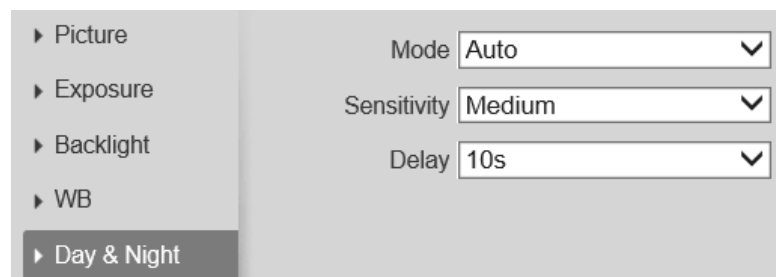 Picture
Exposure
Backlight
WB
Day & Night
Mode Auto
Sensitivity Medium
Delay 10s